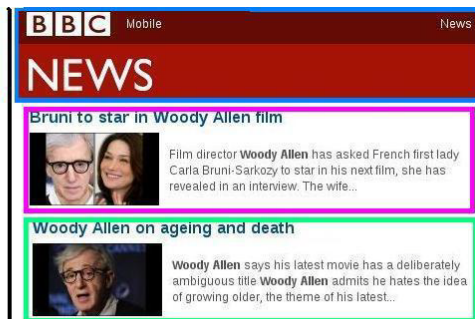 BBC Mobile News
NEWS
Bruni to star in Woody Allen film
Film director Woody Allen has asked French first lady
Carla Bruni-Sarkozy to star in his next film, she has
revealed in an interview. The wife...
Woody Allen on ageing and death
Woody Allen says his latest movie has a deliberately
ambiguous title Woody Allen admits he hates the idea
of growing older, the theme of his latest...